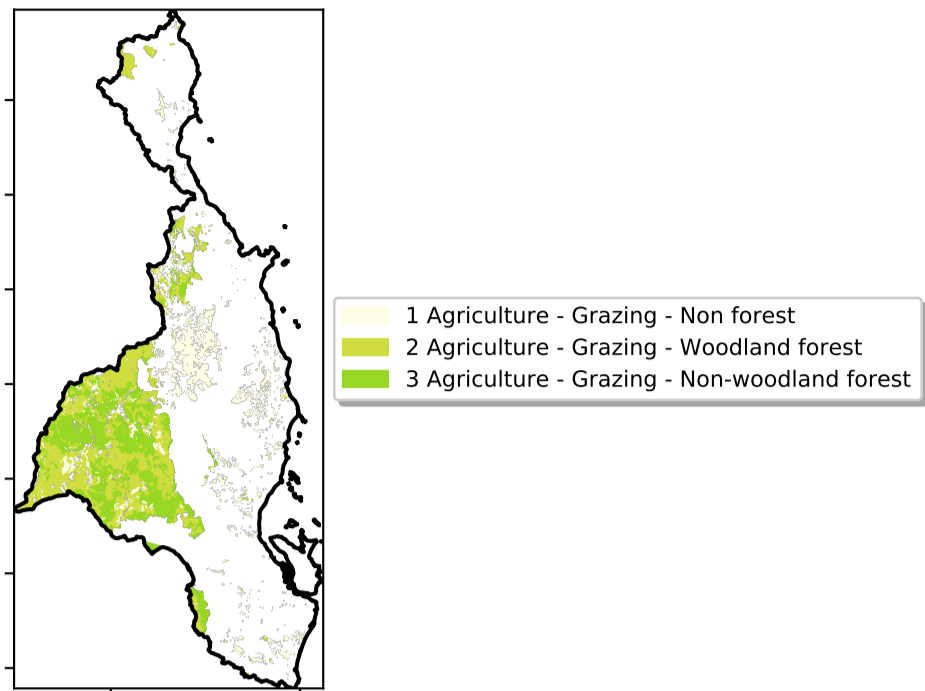 1 Agriculture - Grazing - Non forest
2 Agriculture - Grazing - Woodland forest
3 Agriculture - Grazing - Non-woodland forest